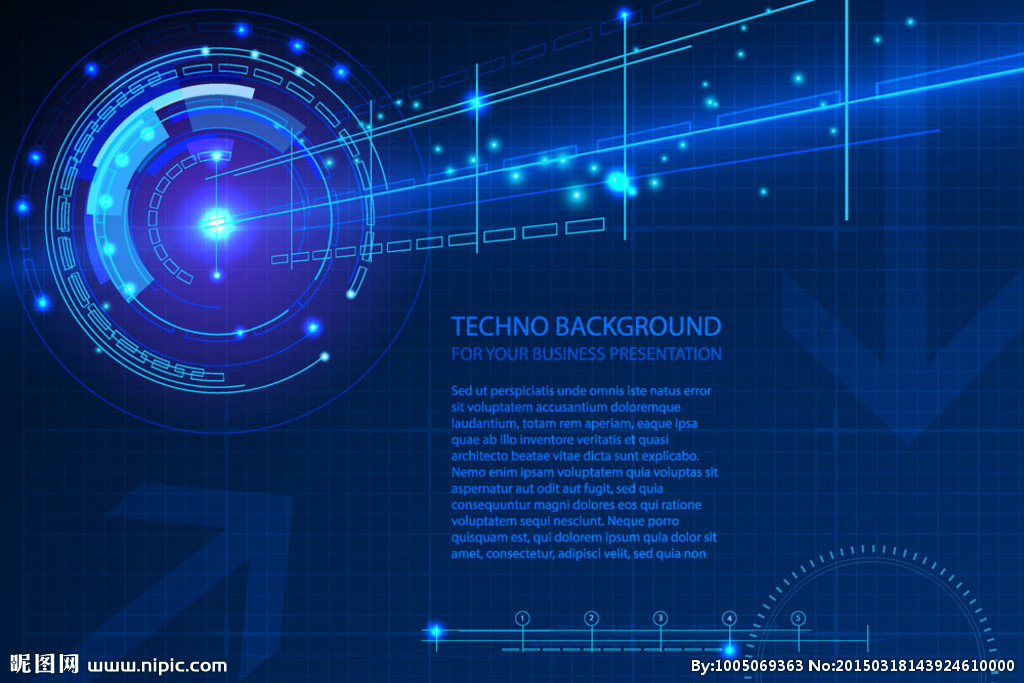 TECHNO BACKGROUND
FOR YOUR BUSINESS PRESENTATION
Sed ut perspiciatis unde omnis iste natus error
sit voluptatem accusantium doloremque
laudantium, totam rem aperiam, eaque ipsa
quae ab illo inventore veritatis et quasi
architecto beatae vitae dicta sunt explicabo.
Nemo enim ipsam voluptatem quia voluptas sit
aspernatur aut odit aut fugit, sed quia
consequuntur magni dolores eos qui ratione
voluptatem sequi nesciunt. Neque porro
quisquam est, qui dolorem ipsum quia dolor sit
amet, consectetur, adipisci velit, sed quia non
1 2 3 4 5
昵图网 www.nipic.com
By:1005069363 No:20150318143924610000